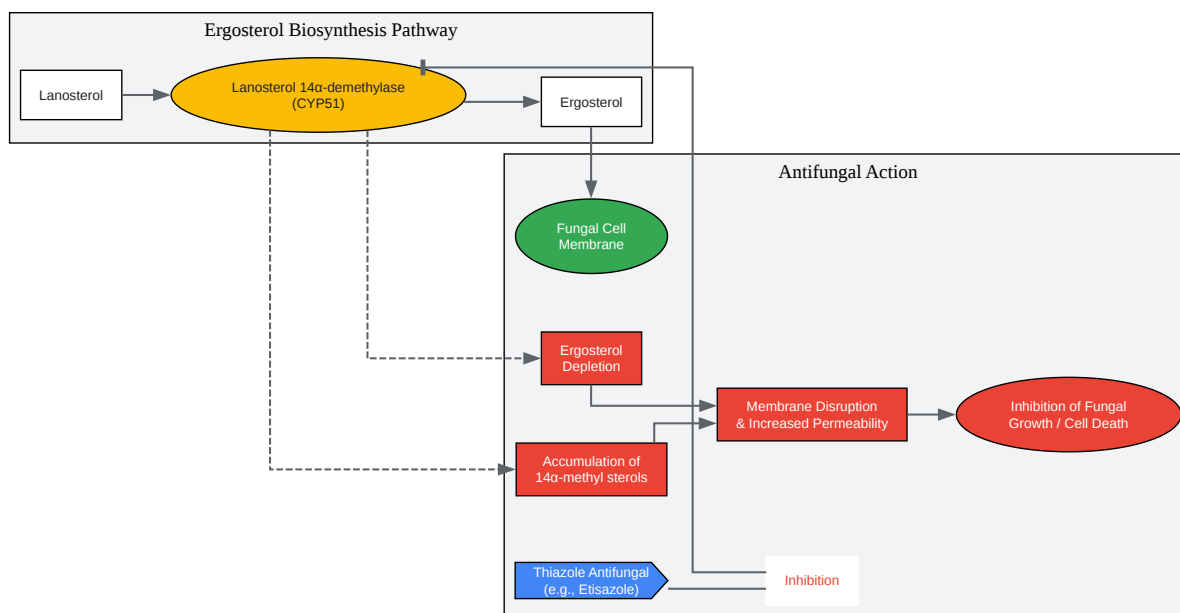 Ergosterol Biosynthesis Pathway
Lanosterol
Lanosterol 14α-demethylase
(CYP51)
Ergosterol
Antifungal Action
Fungal Cell
Membrane
Ergosterol
Depletion
Membrane Disruption
& Increased Permeability
Inhibition of Fungal
Growth / Cell Death
Accumulation of
14α-methyl sterols
Thiazole Antifungal
(e.g., Etisazole)
Inhibition